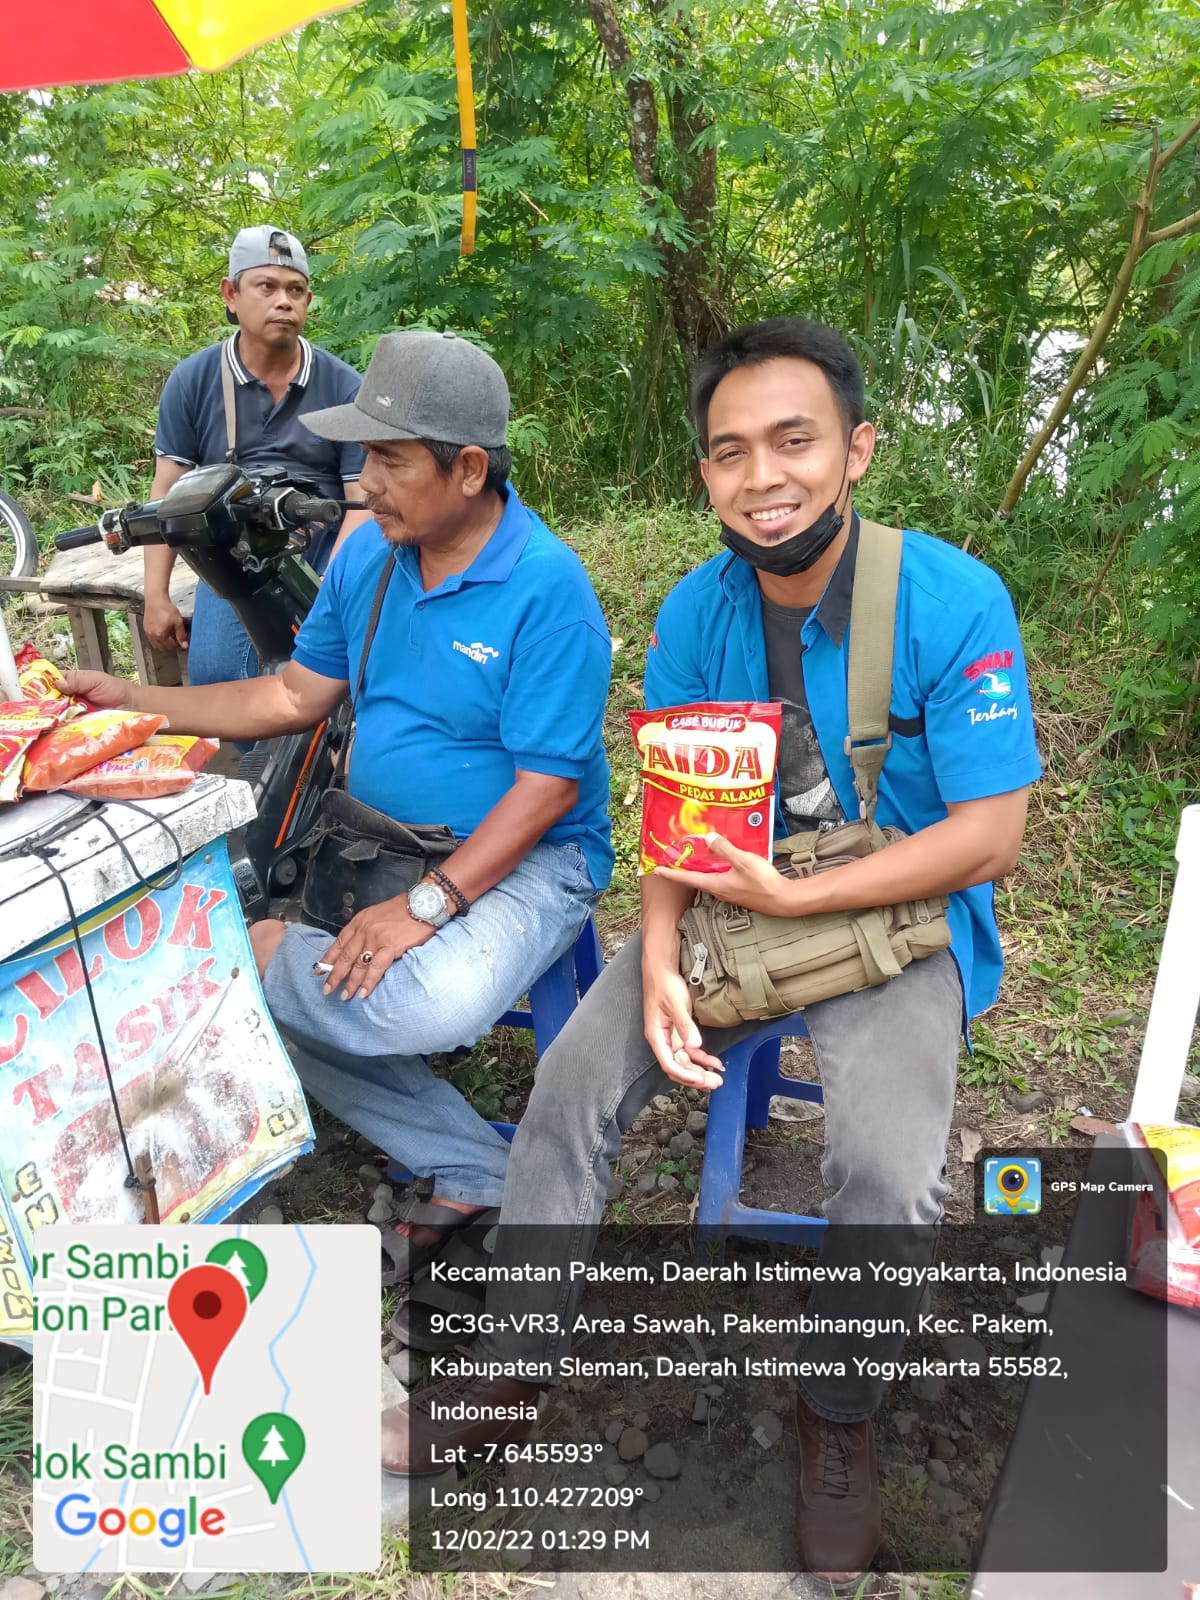 mandiri
SWAN
Terbang
CABE BUBUK
AIDA
PEDAS ALAMI
CILOK
TASIK
GPS Map Camera
or Sambi
ion Par
dok Sambi
Google
Kecamatan Pakem, Daerah Istimewa Yogyakarta, Indonesia
9C3G+VR3, Area Sawah, Pakembinangun, Kec. Pakem,
Kabupaten Sleman, Daerah Istimewa Yogyakarta 55582,
Indonesia
Lat -7.645593°
Long 110.427209°
12/02/22 01:29 PM